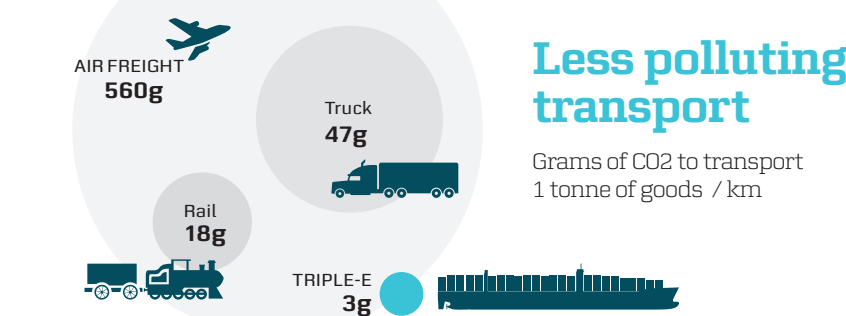 AIR FREIGHT
560g
Truck
47g
Rail
18g
TRIPLE-E
3g
Less polluting
transport
Grams of CO2 to transport
1 tonne of goods / km